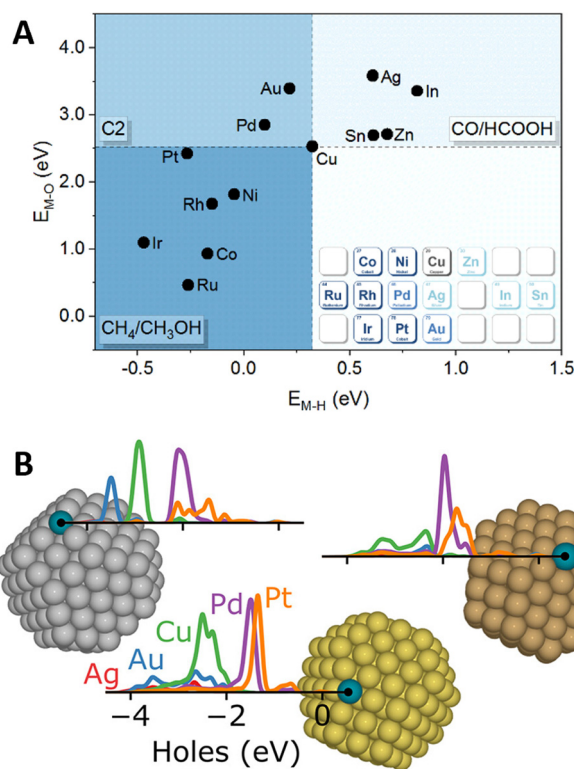 A
4.0
3.0
2.0
1.0
0.0
E_M-O (eV)
Au
Ag
In
Pd
C2
Sn
Zn
CO/HCOOH
Cu
Pt
Rh
Ni
Ir
Co
Ru
CH₄/CH₃OH
Co Ni Cu Zn
Ru Rh Pd Ag In Sn
Ir Pt Au
-0.5 0.0 0.5 1.0 1.5
E_M-H (eV)
B
Pd Pt
Cu
Au
Ag
−4 −2 0
Holes (eV)